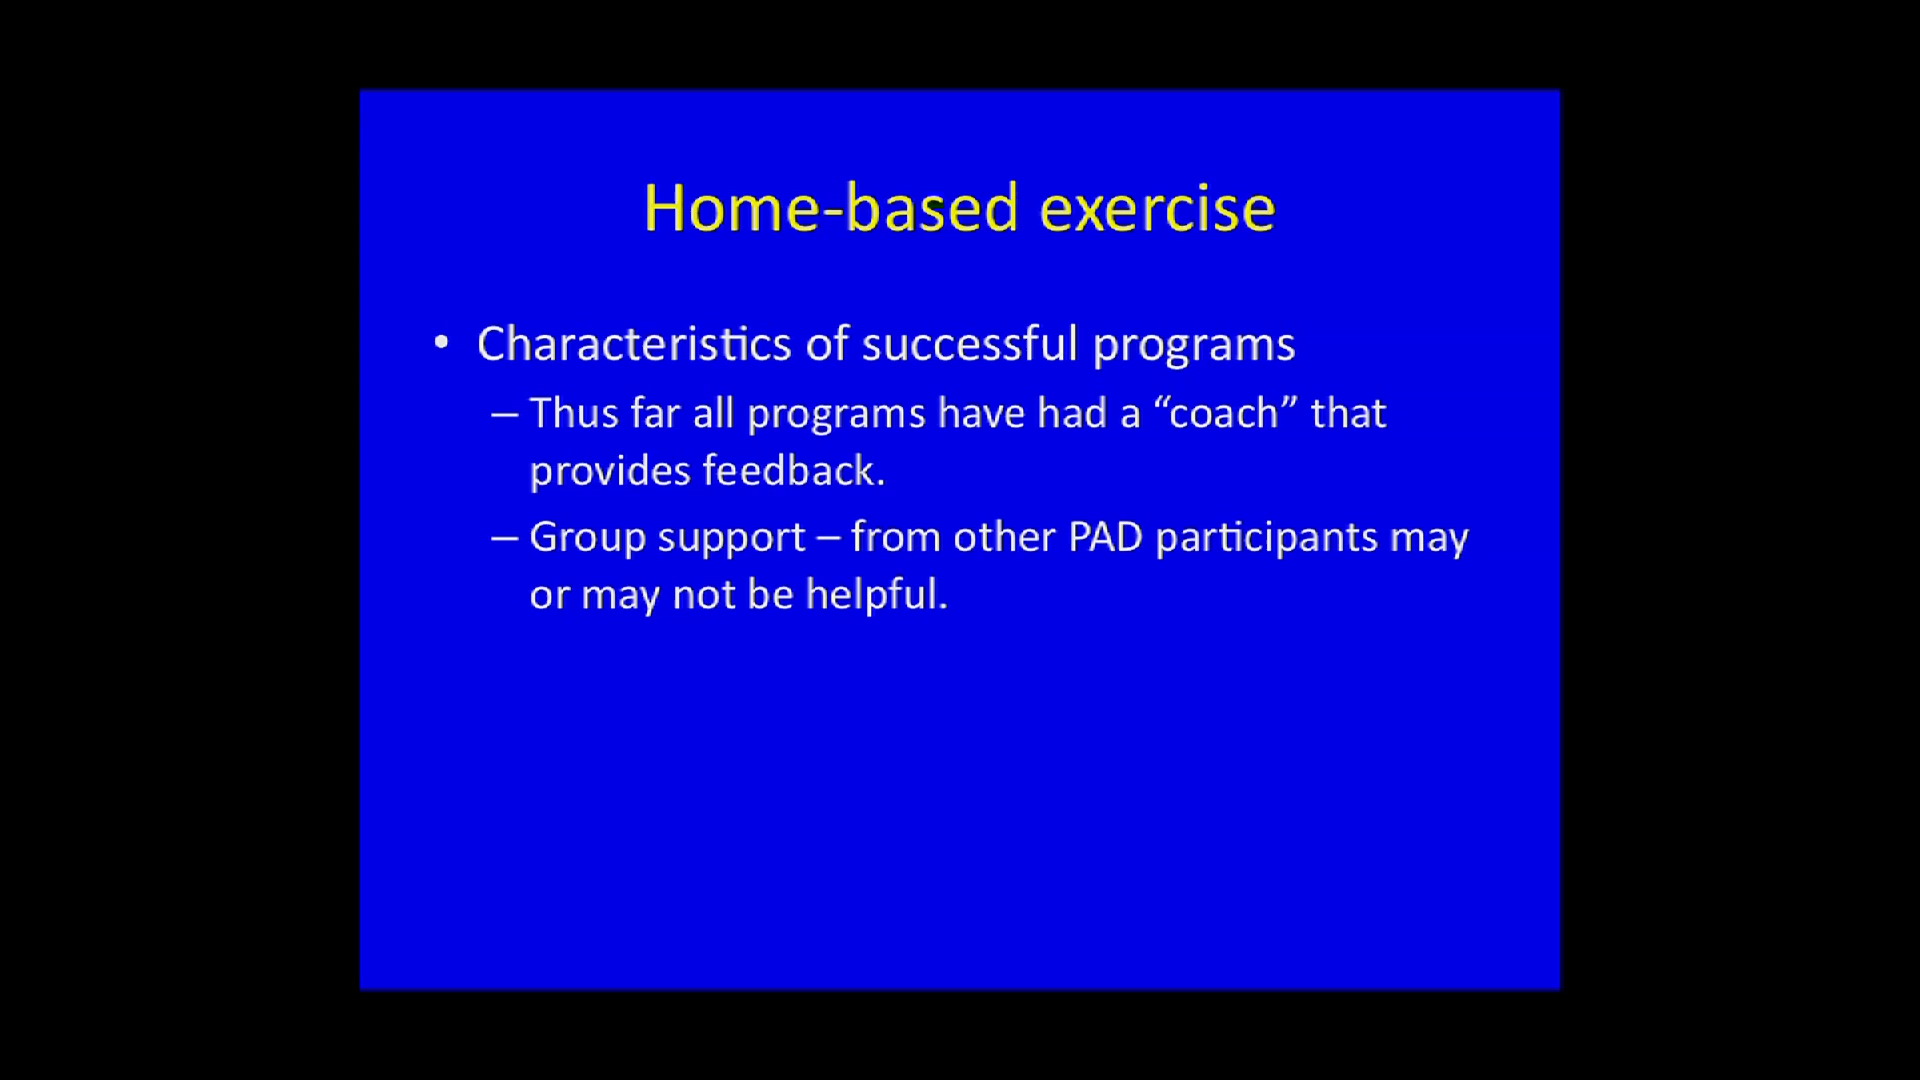 Home-based exercise
• Characteristics of successful programs
– Thus far all programs have had a “coach” that
provides feedback.
– Group support – from other PAD participants may
or may not be helpful.